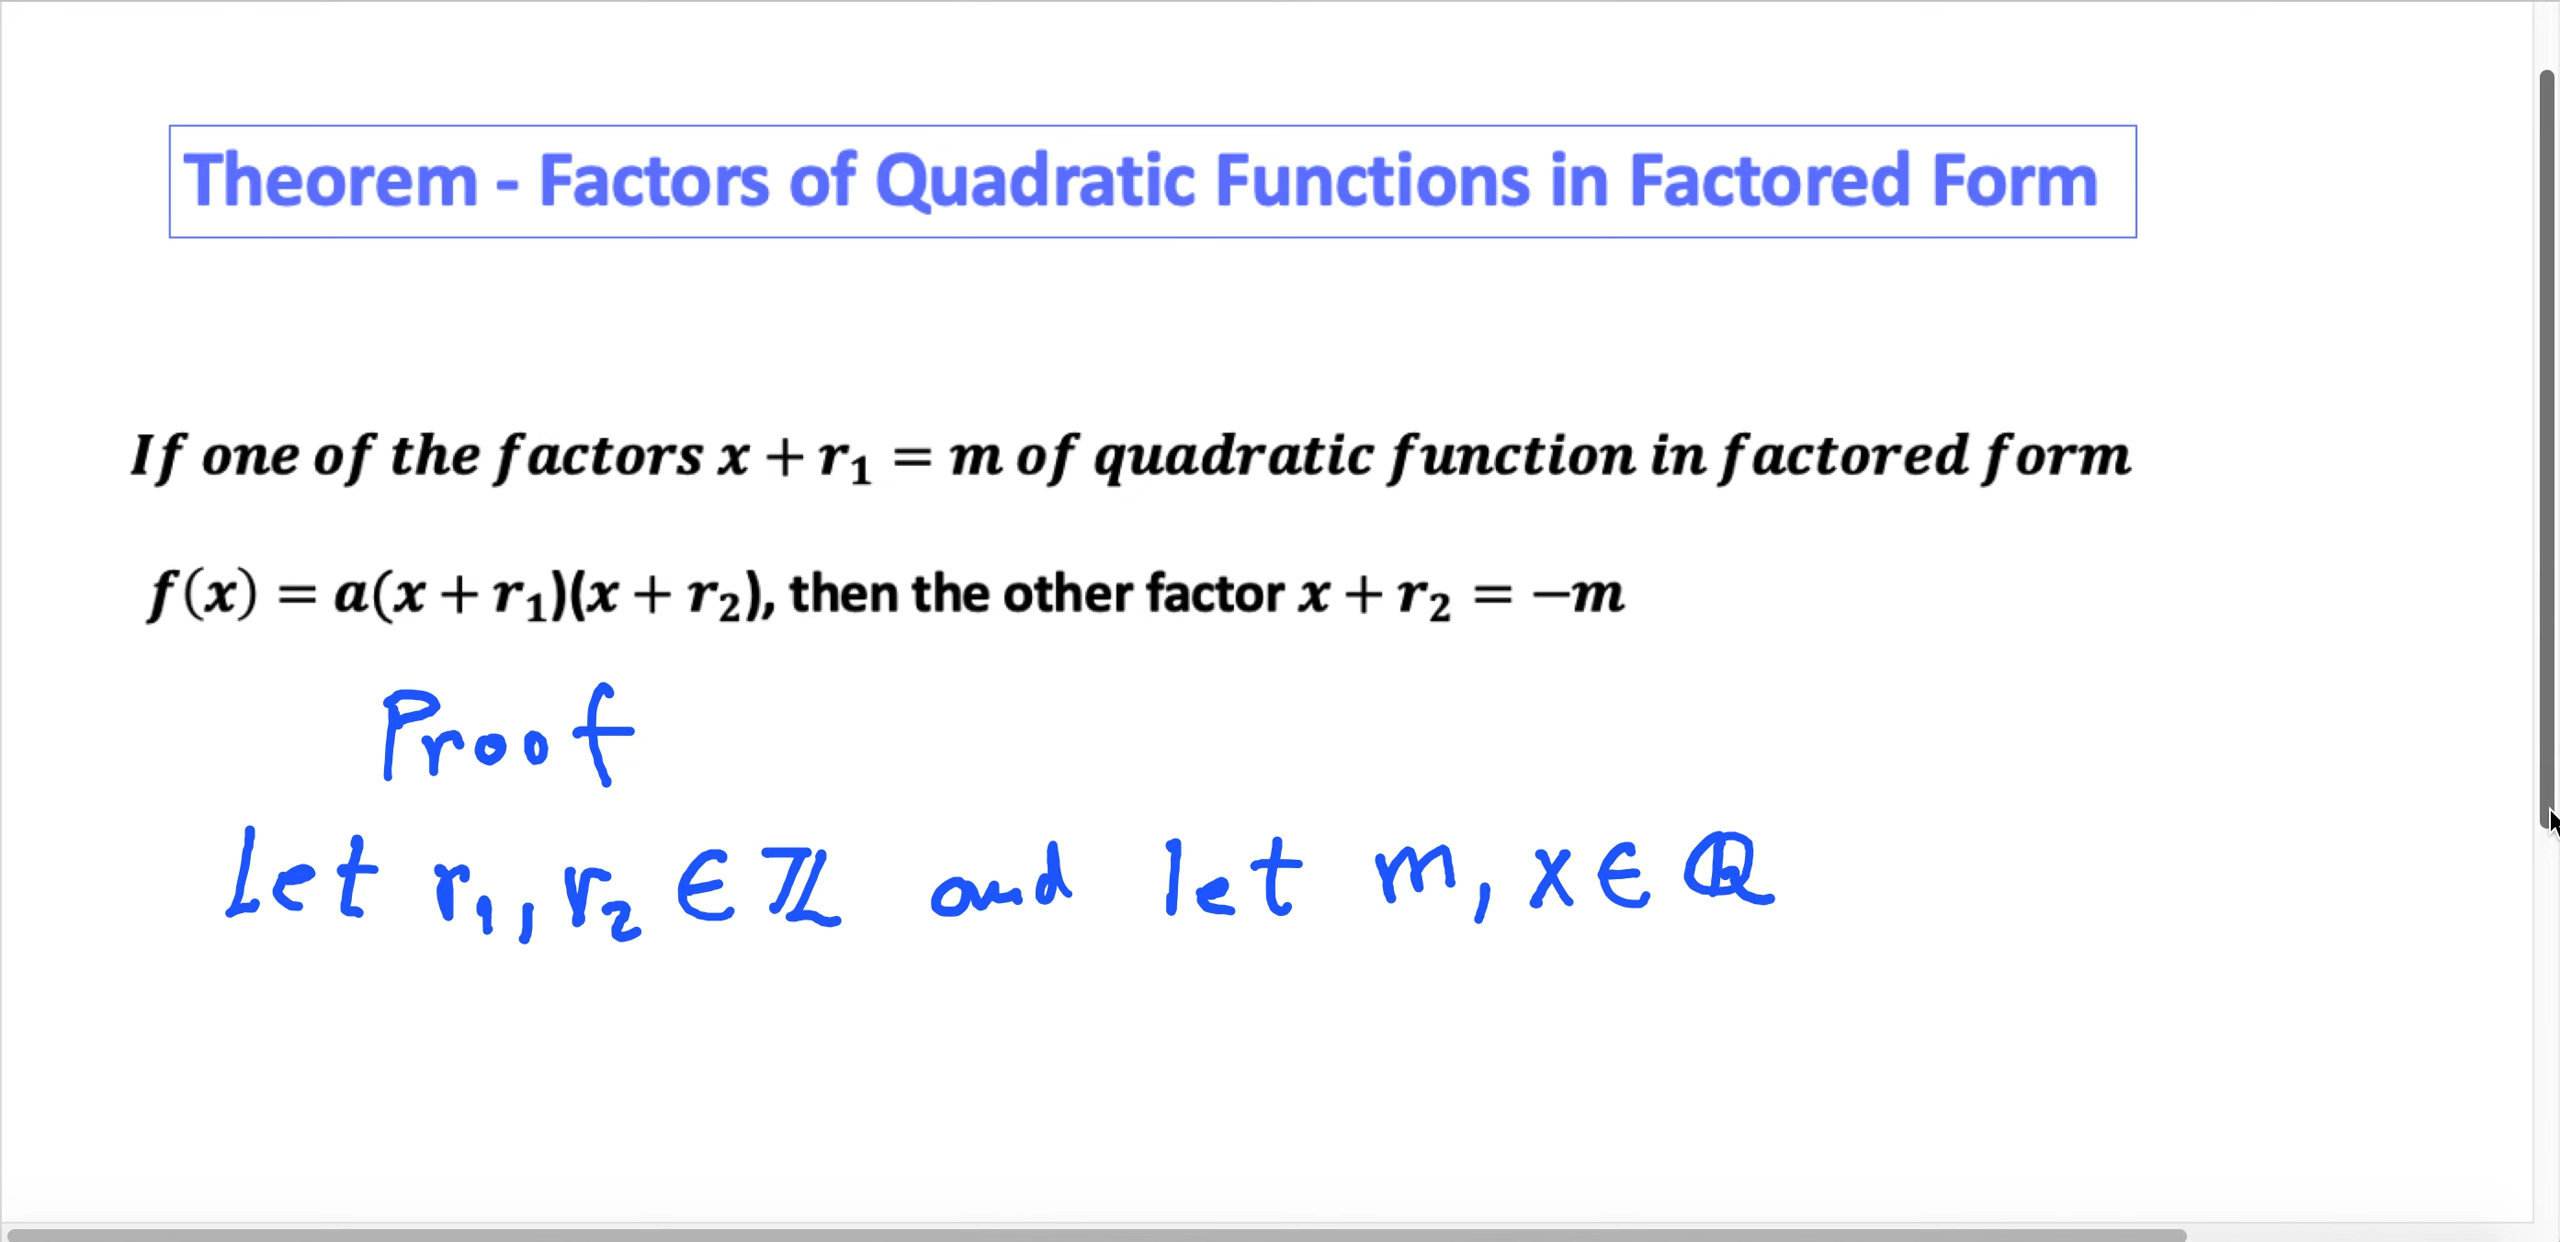 Theorem - Factors of Quadratic Functions in Factored Form
If one of the factors x + r₁ = m of quadratic function in factored form
f(x) = a(x + r₁)(x + r₂), then the other factor x + r₂ = −m
Proof
Let r₁, r₂ ∈ ℤ and let m, x ∈ ℚ